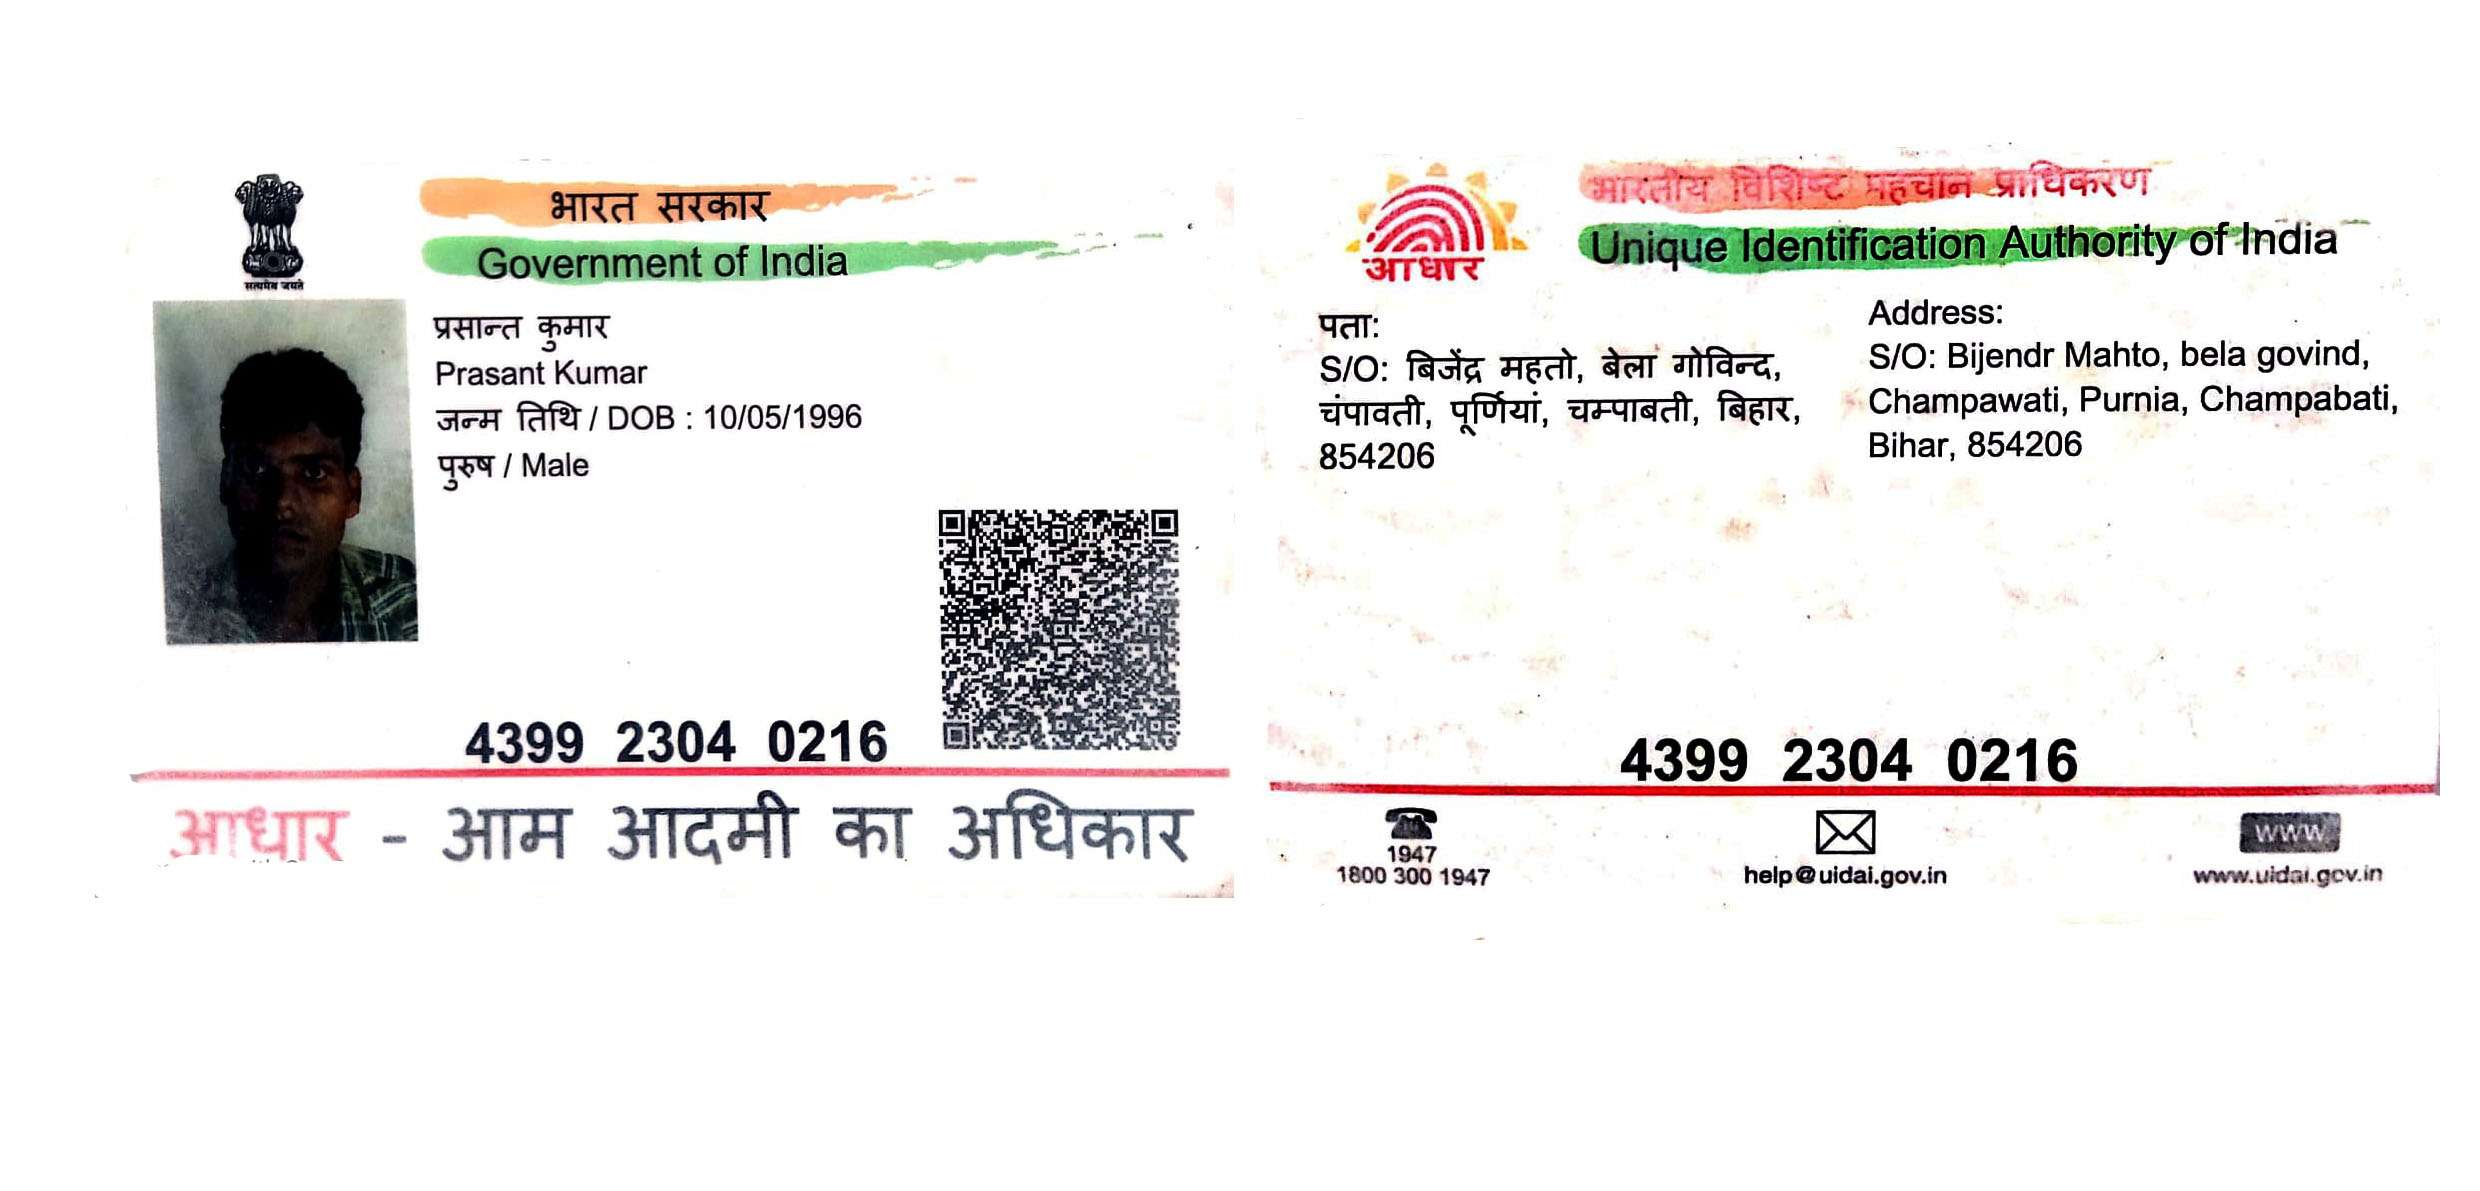 भारत सरकार
Government of India
सत्यमेव जयते
प्रसान्त कुमार
Prasant Kumar
जन्म तिथि / DOB : 10/05/1996
पुरुष / Male
4399 2304 0216
आधार - आम आदमी का अधिकार
भारतीय विशिष्ट पहचान प्राधिकरण
Unique Identification Authority of India
आधार
पता:
S/O: बिजेंद्र महतो, बेला गोविन्द,
चंपावती, पूर्णियां, चम्पाबती, बिहार,
854206
Address:
S/O: Bijendr Mahto, bela govind,
Champawati, Purnia, Champabati,
Bihar, 854206
4399 2304 0216
1947
1800 300 1947
help@uidai.gov.in
www
www.uidai.gov.in